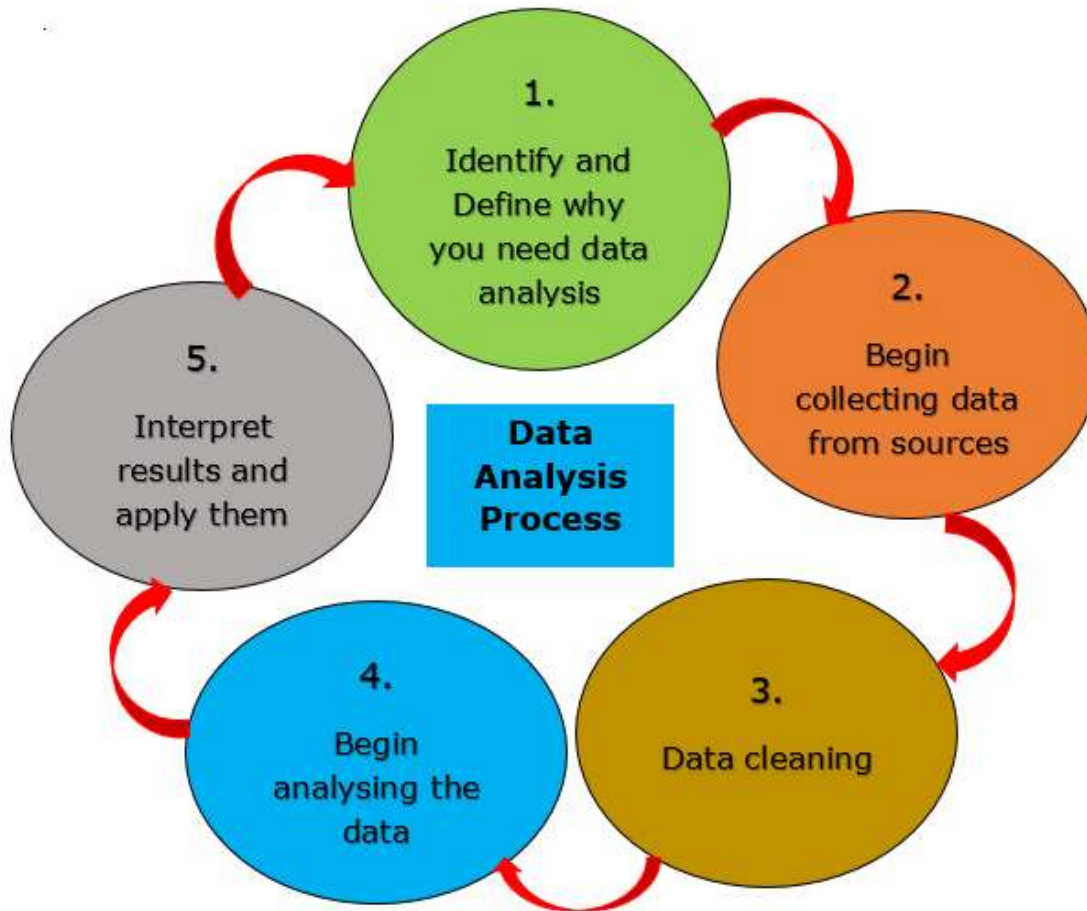 1.
Identify and
Define why
you need data
analysis
2.
Begin
collecting data
from sources
3.
Data cleaning
4.
Begin
analysing the
data
5.
Interpret
results and
apply them
Data
Analysis
Process